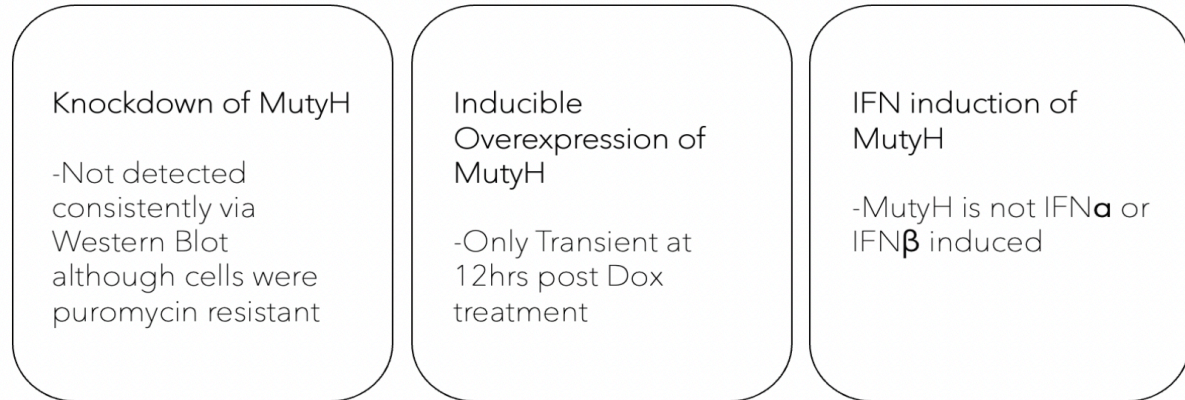 Knockdown of MutyH
-Not detected
consistently via
Western Blot
although cells were
puromycin resistant
Inducible
Overexpression of
MutyH
-Only Transient at
12hrs post Dox
treatment
IFN induction of
MutyH
-MutyH is not IFNα or
IFNβ induced